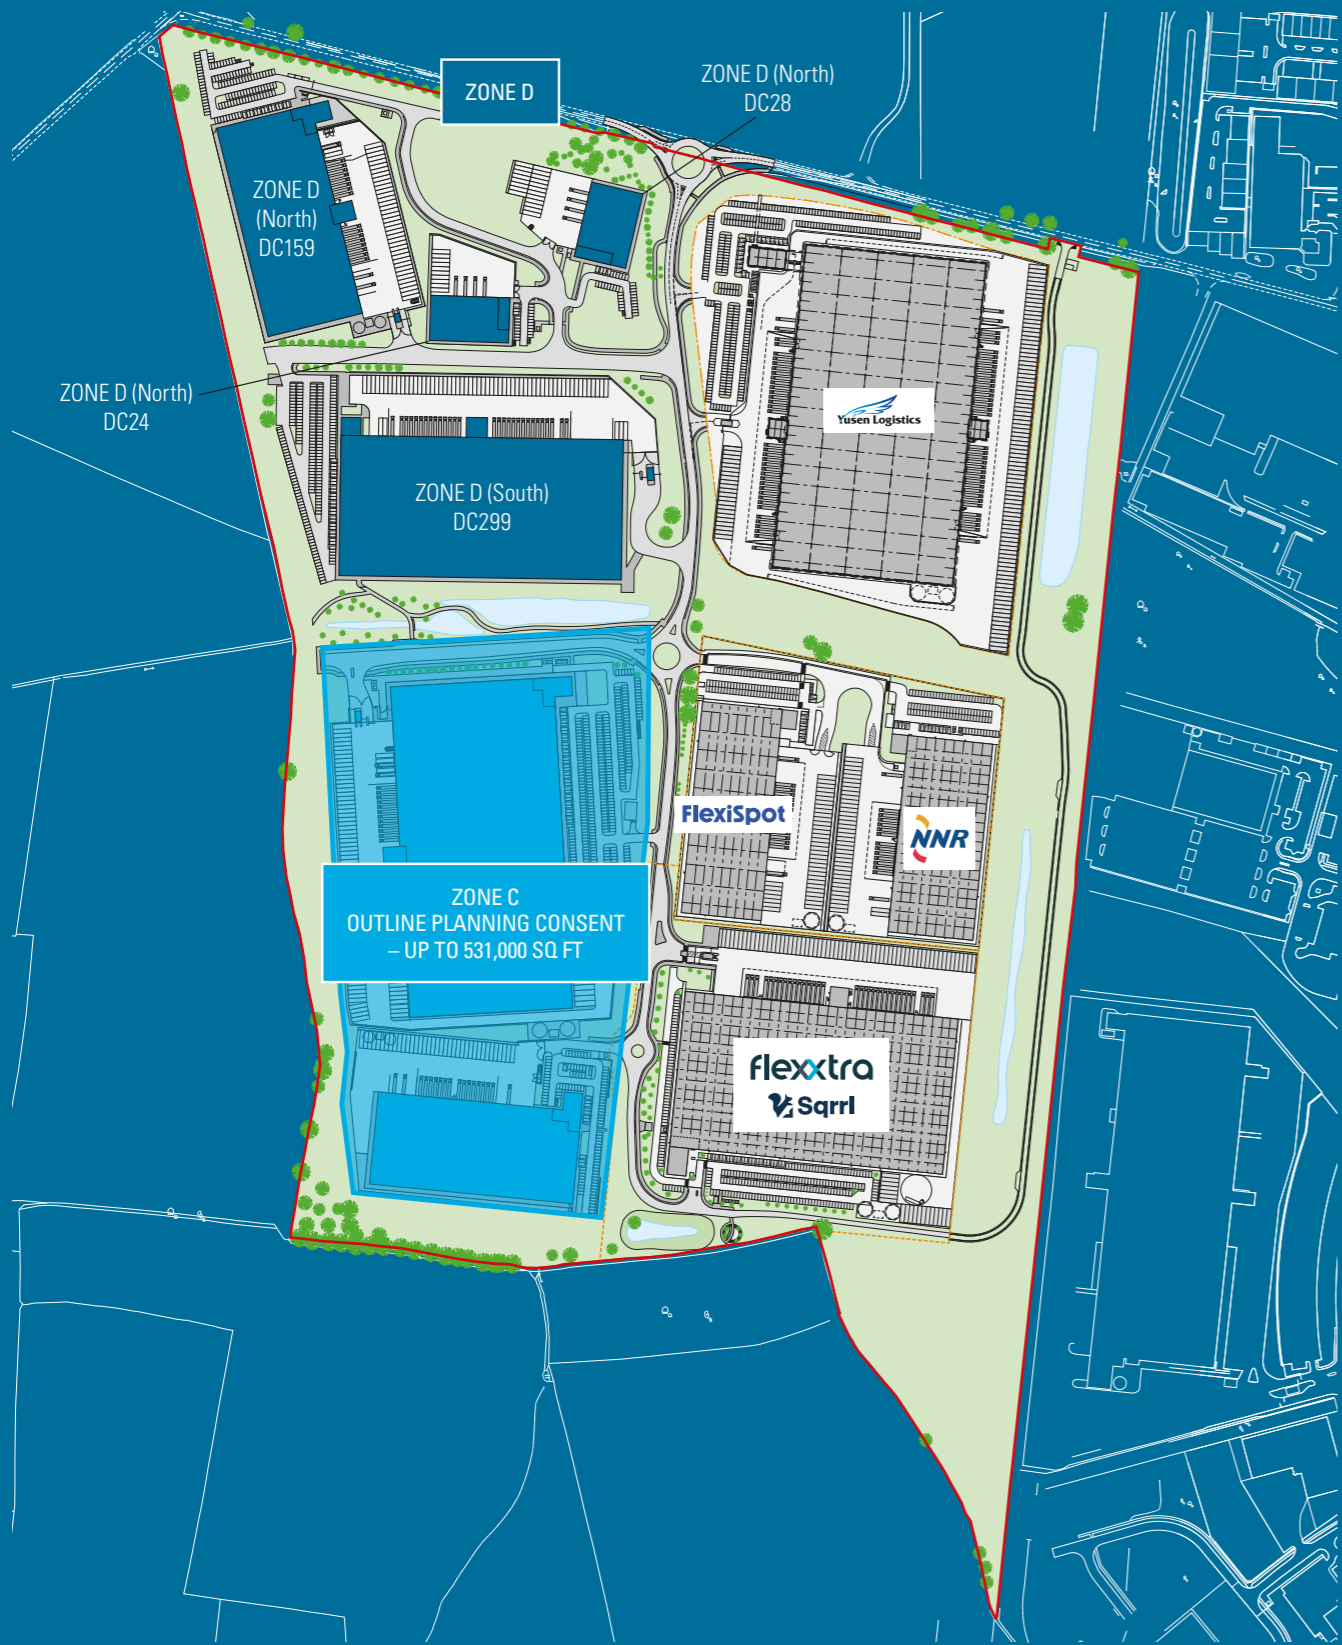 ZONE D
ZONE D (North)
DC28
ZONE D
(North)
DC159
ZONE D (North)
DC24
Yusen Logistics
ZONE D (South)
DC299
FlexiSpot
NNR
ZONE C
OUTLINE PLANNING CONSENT
– UP TO 531,000 SQ FT
flexxtra
Sqrrl